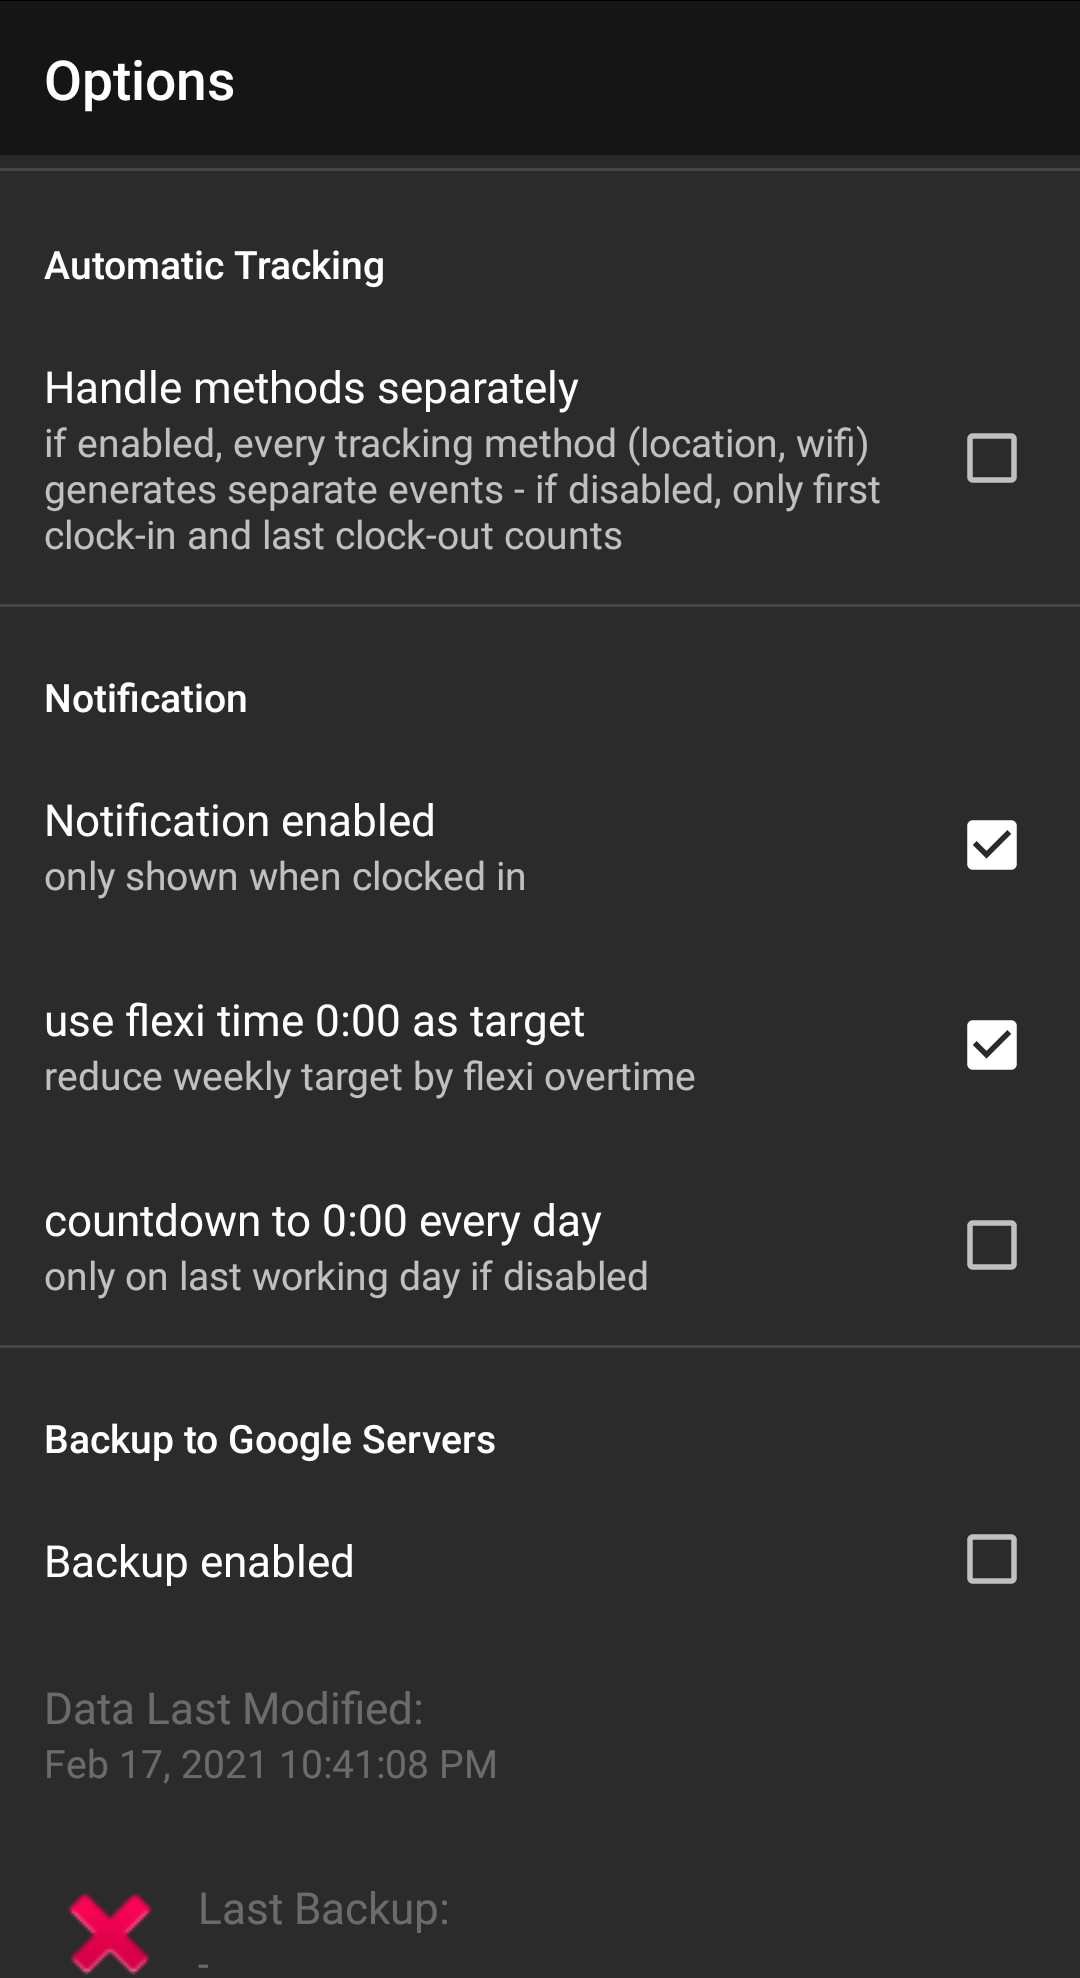 Options
Automatic Tracking
Handle methods separately
if enabled, every tracking method (location, wifi)
generates separate events - if disabled, only first
clock-in and last clock-out counts
Notification
Notification enabled
only shown when clocked in
use flexi time 0:00 as target
reduce weekly target by flexi overtime
countdown to 0:00 every day
only on last working day if disabled
Backup to Google Servers
Backup enabled
Data Last Modified:
Feb 17, 2021 10:41:08 PM
Last Backup:
-